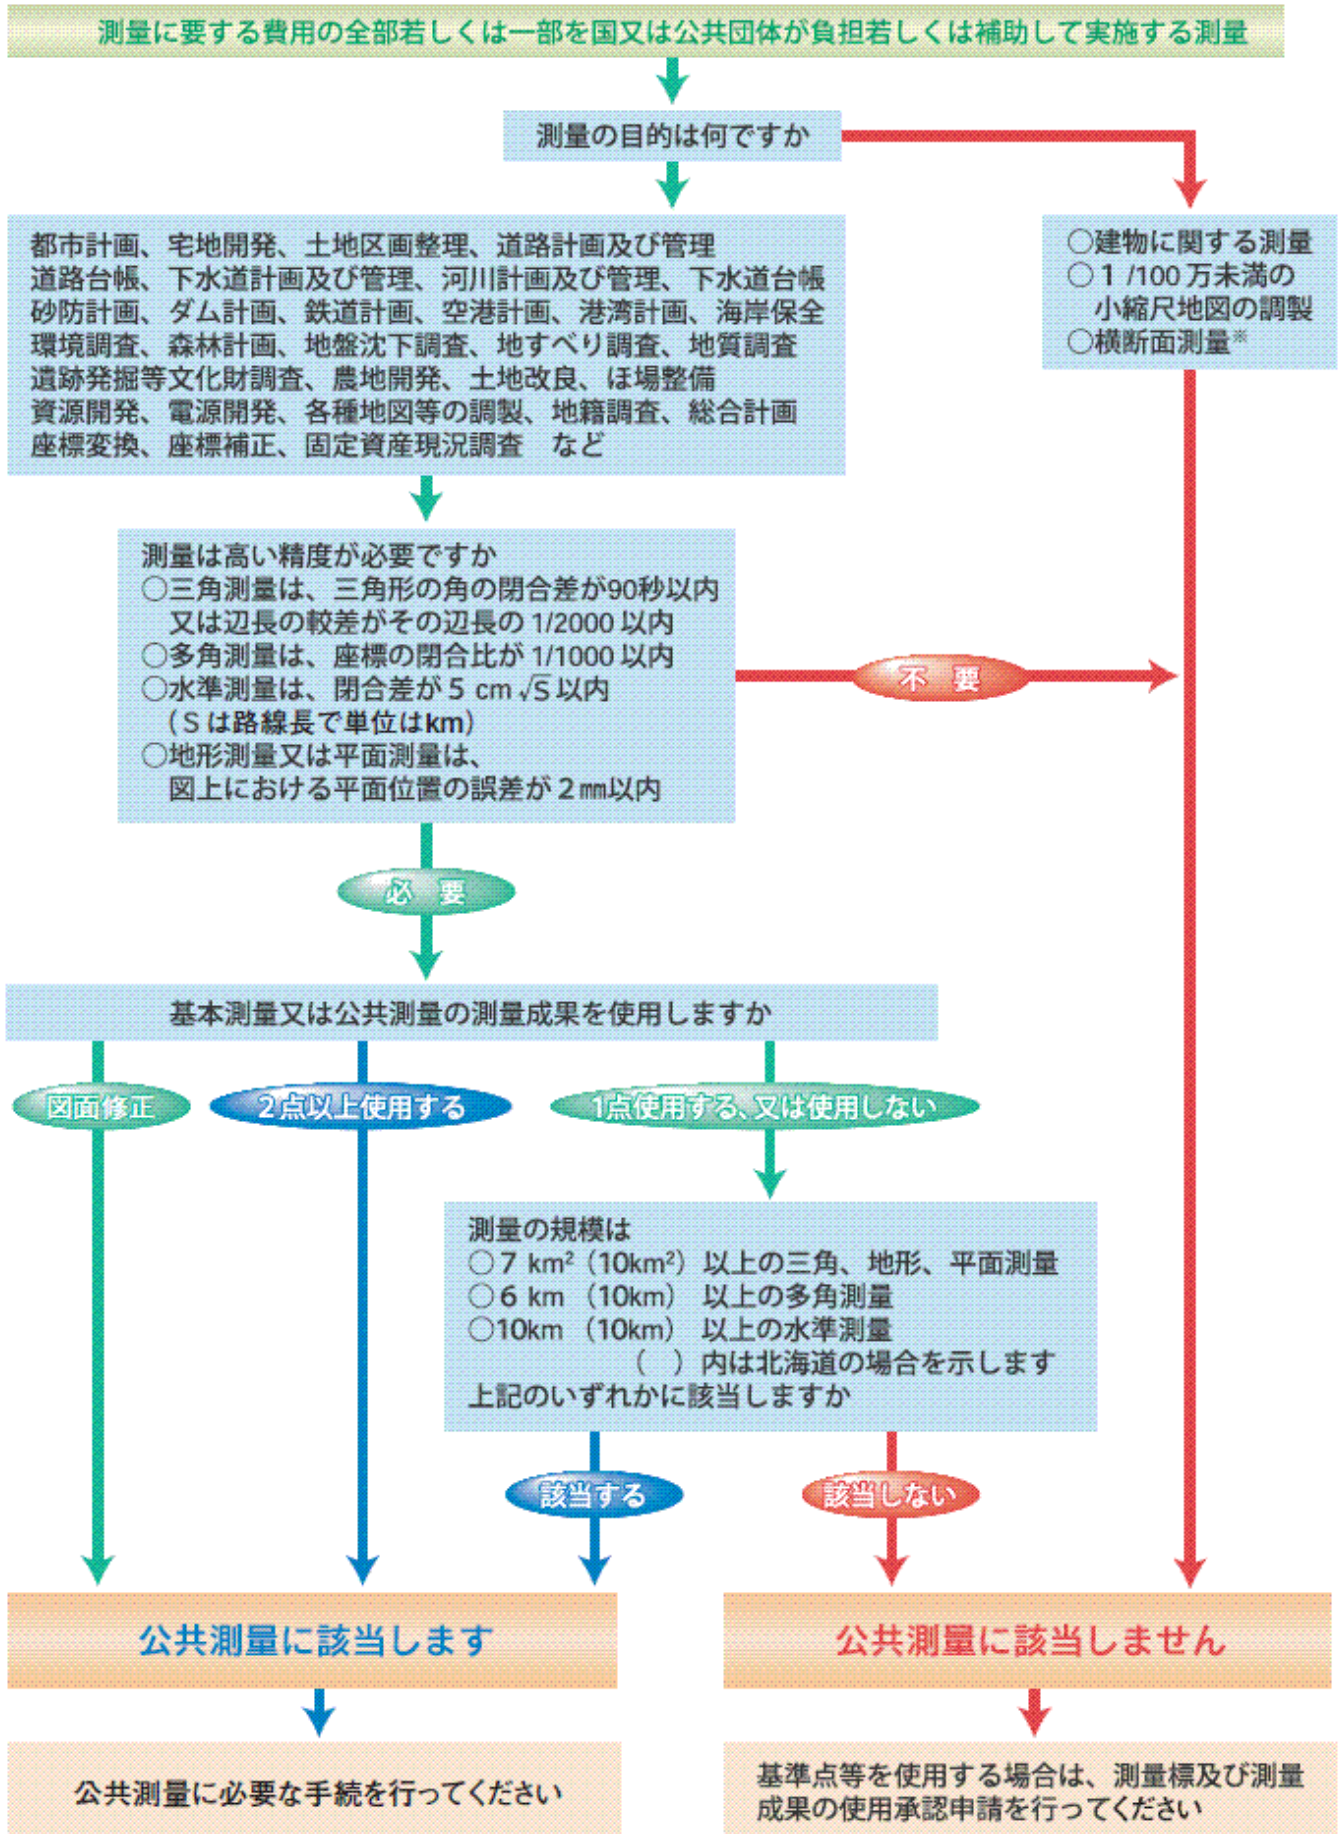 測量に要する費用の全部若しくは一部を国又は公共団体が負担若しくは補助して実施する測量
測量の目的は何ですか
都市計画、宅地開発、土地区画整理、道路計画及び管理
道路台帳、下水道計画及び管理、河川計画及び管理、下水道台帳
砂防計画、ダム計画、鉄道計画、空港計画、港湾計画、海岸保全
環境調査、森林計画、地盤沈下調査、地すべり調査、地質調査
遺跡発掘等文化財調査、農地開発、土地改良、ほ場整備
資源開発、電源開発、各種地図等の調製、地籍調査、総合計画
座標変換、座標補正、固定資産現況調査 など
○建物に関する測量
○1/100万未満の
小縮尺地図の調製
○横断面測量※
測量は高い精度が必要ですか
○三角測量は、三角形の角の閉合差が90秒以内
又は辺長の較差がその辺長の1/2000以内
○多角測量は、座標の閉合比が1/1000以内
○水準測量は、閉合差が5cm√S以内
（Sは路線長で単位はkm）
○地形測量又は平面測量は、
図上における平面位置の誤差が2㎜以内
不 要
必 要
基本測量又は公共測量の測量成果を使用しますか
図面修正
2点以上使用する
1点使用する、又は使用しない
測量の規模は
○7km²（10km²）以上の三角、地形、平面測量
○6km（10km）以上の多角測量
○10km（10km）以上の水準測量
（ ）内は北海道の場合を示します
上記のいずれかに該当しますか
該当する
該当しない
公共測量に該当します
公共測量に該当しません
公共測量に必要な手続を行ってください
基準点等を使用する場合は、測量標及び測量
成果の使用承認申請を行ってください